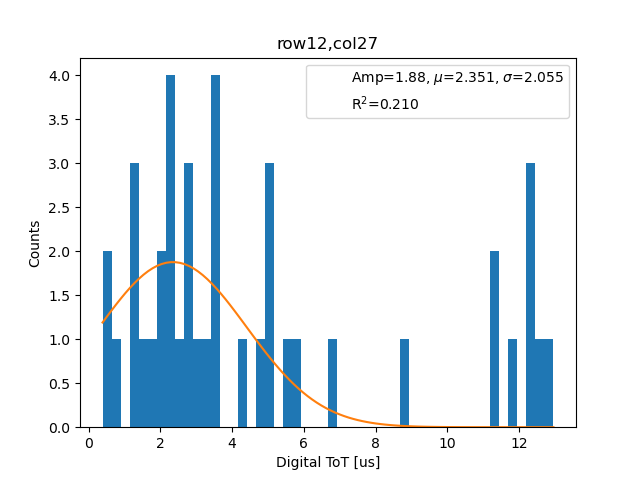 row12,col27
Amp=1.88, μ=2.351, σ=2.055
R²=0.210
4.0
3.5
3.0
2.5
2.0
1.5
1.0
0.5
0.0
Counts
0 2 4 6 8 10 12
Digital ToT [us]